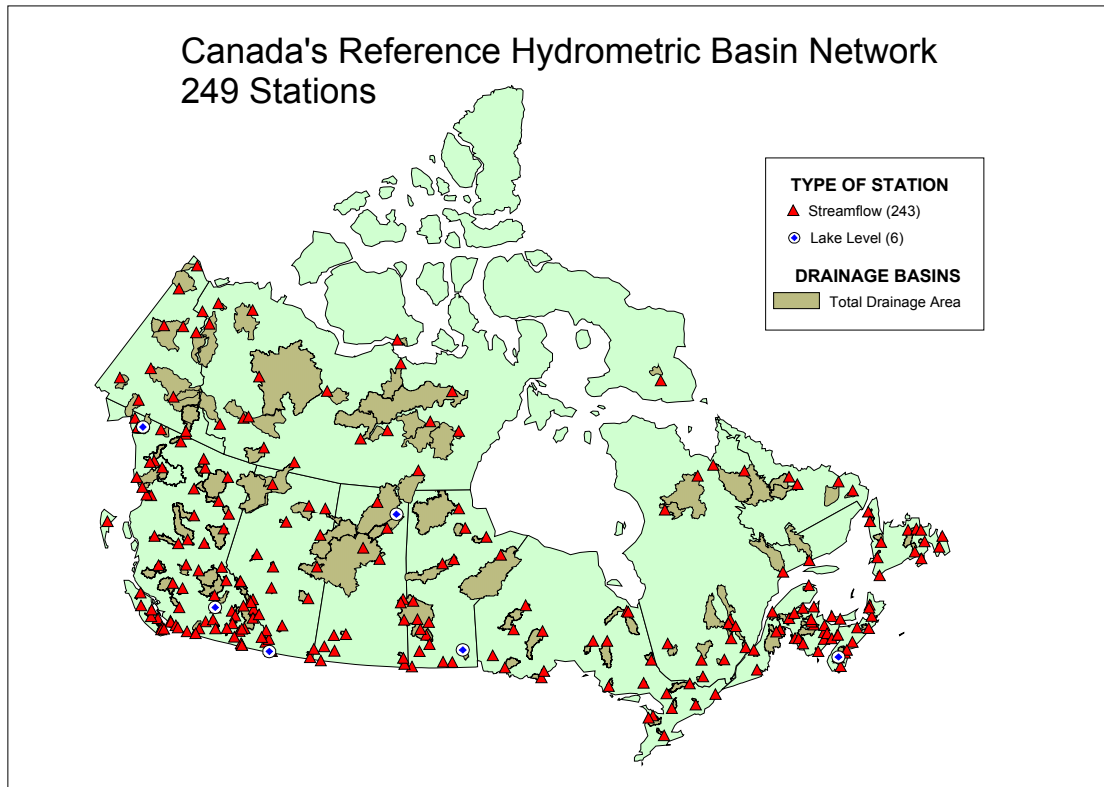 Canada's Reference Hydrometric Basin Network
249 Stations
TYPE OF STATION
Streamflow (243)
Lake Level (6)
DRAINAGE BASINS
Total Drainage Area